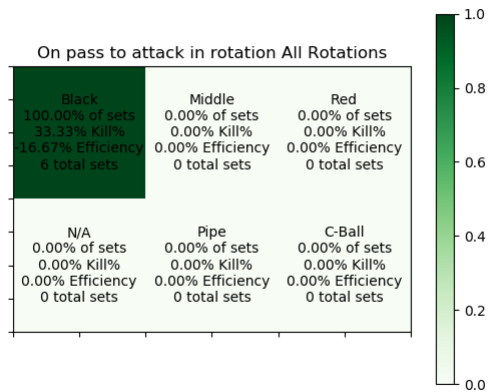 On pass to attack in rotation All Rotations
Black
100.00% of sets
33.33% Kill%
-16.67% Efficiency
6 total sets
Middle
0.00% of sets
0.00% Kill%
0.00% Efficiency
0 total sets
Red
0.00% of sets
0.00% Kill%
0.00% Efficiency
0 total sets
N/A
0.00% of sets
0.00% Kill%
0.00% Efficiency
0 total sets
Pipe
0.00% of sets
0.00% Kill%
0.00% Efficiency
0 total sets
C-Ball
0.00% of sets
0.00% Kill%
0.00% Efficiency
0 total sets
1.0
0.8
0.6
0.4
0.2
0.0